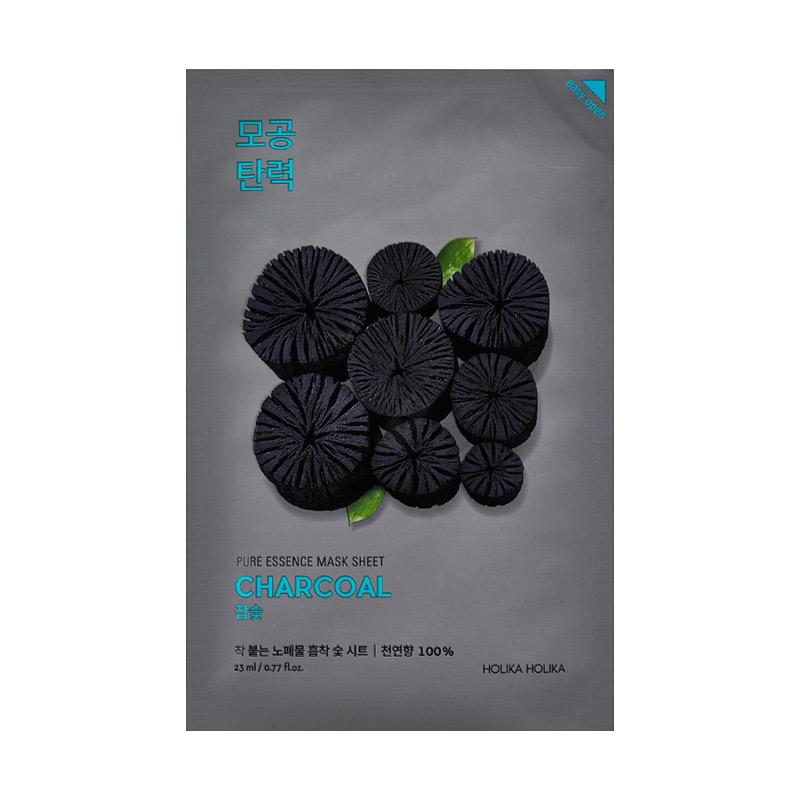 easy open
모공
탄력
PURE ESSENCE MASK SHEET
CHARCOAL
참숯
착 붙는 노폐물 흡착 숯 시트 | 천연향 100%
23 ml / 0.77 fl.oz.
HOLIKA HOLIKA